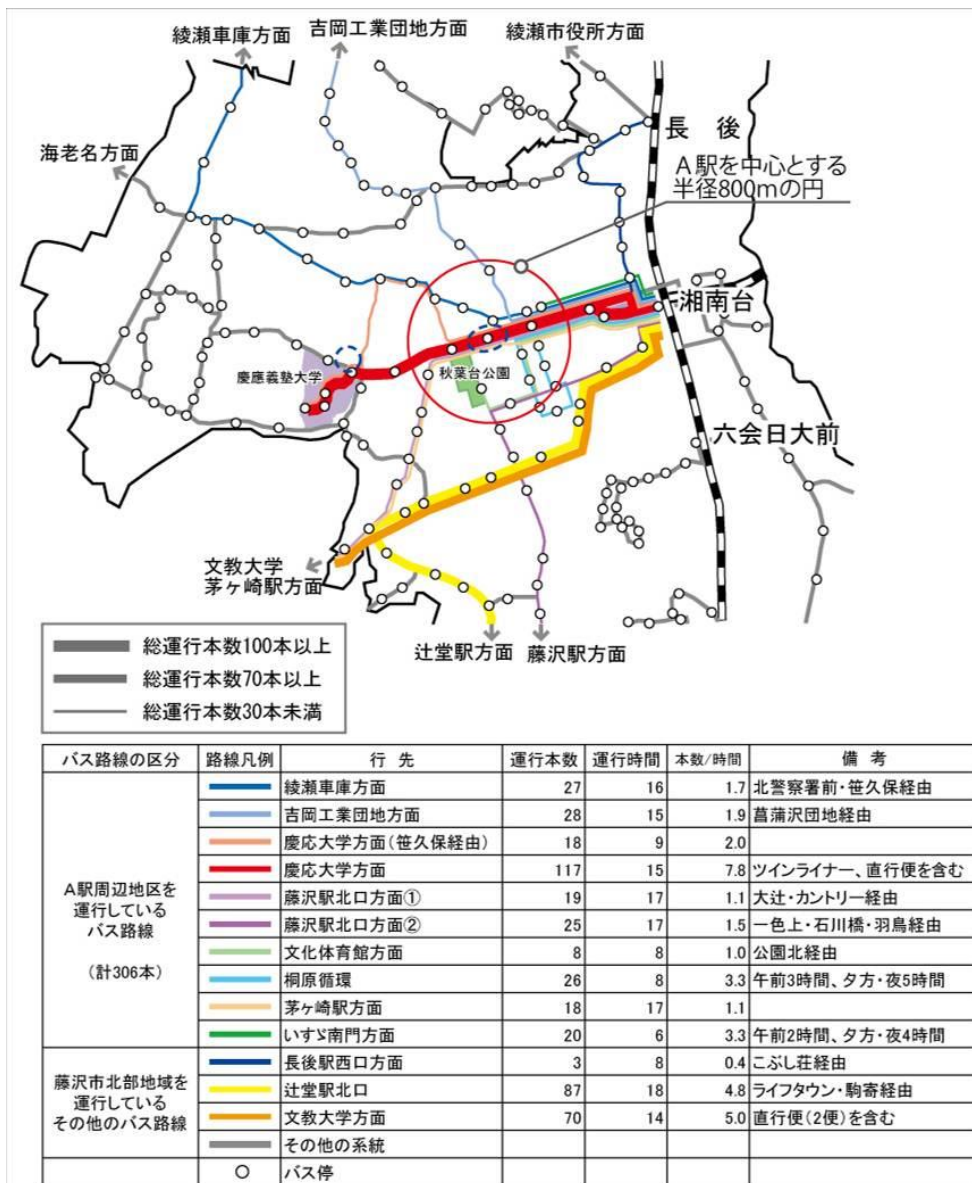 綾瀬車庫方面
吉岡工業団地方面
綾瀬市役所方面
海老名方面
長 後
A駅を中心とする
半径800mの円
湘南台
慶應義塾大学
秋葉台公園
六会日大前
文教大学
茅ヶ崎駅方面
辻堂駅方面
藤沢駅方面
総運行本数100本以上
総運行本数70本以上
総運行本数30本未満
バス路線の区分 路線凡例 行 先 運行本数 運行時間 本数/時間 備 考
A駅周辺地区を
運行している
バス路線
(計306本)
綾瀬車庫方面 27 16 1.7 北警察署前・笹久保経由
吉岡工業団地方面 28 15 1.9 菖蒲沢団地経由
慶応大学方面(笹久保経由) 18 9 2.0
慶応大学方面 117 15 7.8 ツインライナー、直行便を含む
藤沢駅北口方面① 19 17 1.1 大辻・カントリー経由
藤沢駅北口方面② 25 17 1.5 一色上・石川橋・羽鳥経由
文化体育館方面 8 8 1.0 公園北経由
桐原循環 26 8 3.3 午前3時間、夕方・夜5時間
茅ヶ崎駅方面 18 17 1.1
いすゞ南門方面 20 6 3.3 午前2時間、夕方・夜4時間
藤沢市北部地域を
運行している
その他のバス路線
長後駅西口方面 3 8 0.4 こぶし荘経由
辻堂駅北口 87 18 4.8 ライフタウン・駒寄経由
文教大学方面 70 14 5.0 直行便(2便)を含む
その他の系統
バス停